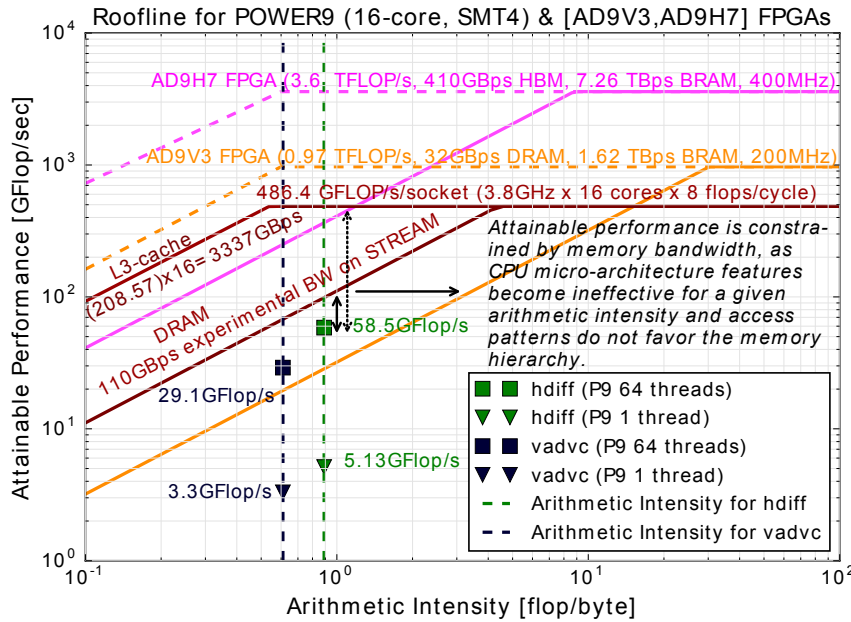 Roofline for POWER9 (16-core, SMT4) & [AD9V3,AD9H7] FPGAs
Attainable Performance [GFlop/sec]
10^4
10^3
10^2
10^1
10^0
AD9H7 FPGA (3.6 TFLOP/s, 410GBps HBM, 7.26 TBps BRAM, 400MHz)
AD9V3 FPGA (0.97 TFLOP/s, 32GBps DRAM, 1.62 TBps BRAM, 200MHz)
486.4 GFLOP/s/socket (3.8GHz x 16 cores x 8 flops/cycle)
L3-cache
(208.57)x16= 3337GBps
DRAM
110GBps experimental BW on STREAM
Attainable performance is constra-
ined by memory bandwidth, as
CPU micro-architecture features
become ineffective for a given
arithmetic intensity and access
patterns do not favor the memory
hierarchy.
58.5GFlop/s
29.1GFlop/s
5.13GFlop/s
3.3GFlop/s
hdiff (P9 64 threads)
hdiff (P9 1 thread)
vadvc (P9 64 threads)
vadvc (P9 1 thread)
Arithmetic Intensity for hdiff
Arithmetic Intensity for vadvc
10^-1
10^0
10^1
10^2
Arithmetic Intensity [flop/byte]